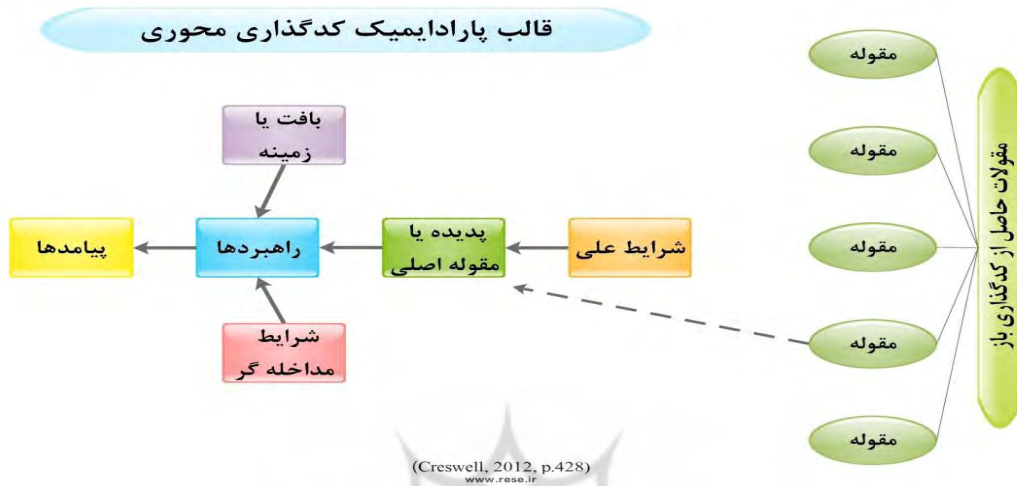 قالب پارادایمیک کدگذاری محوری
مقولات حاصل از کدگذاری باز
مقوله
مقوله
مقوله
مقوله
مقوله
شرایط علی
پدیده یا
مقوله اصلی
بافت یا
زمینه
راهبردها
شرایط
مداخله گر
پیامدها
(Creswell, 2012, p.428)
www.rese.ir